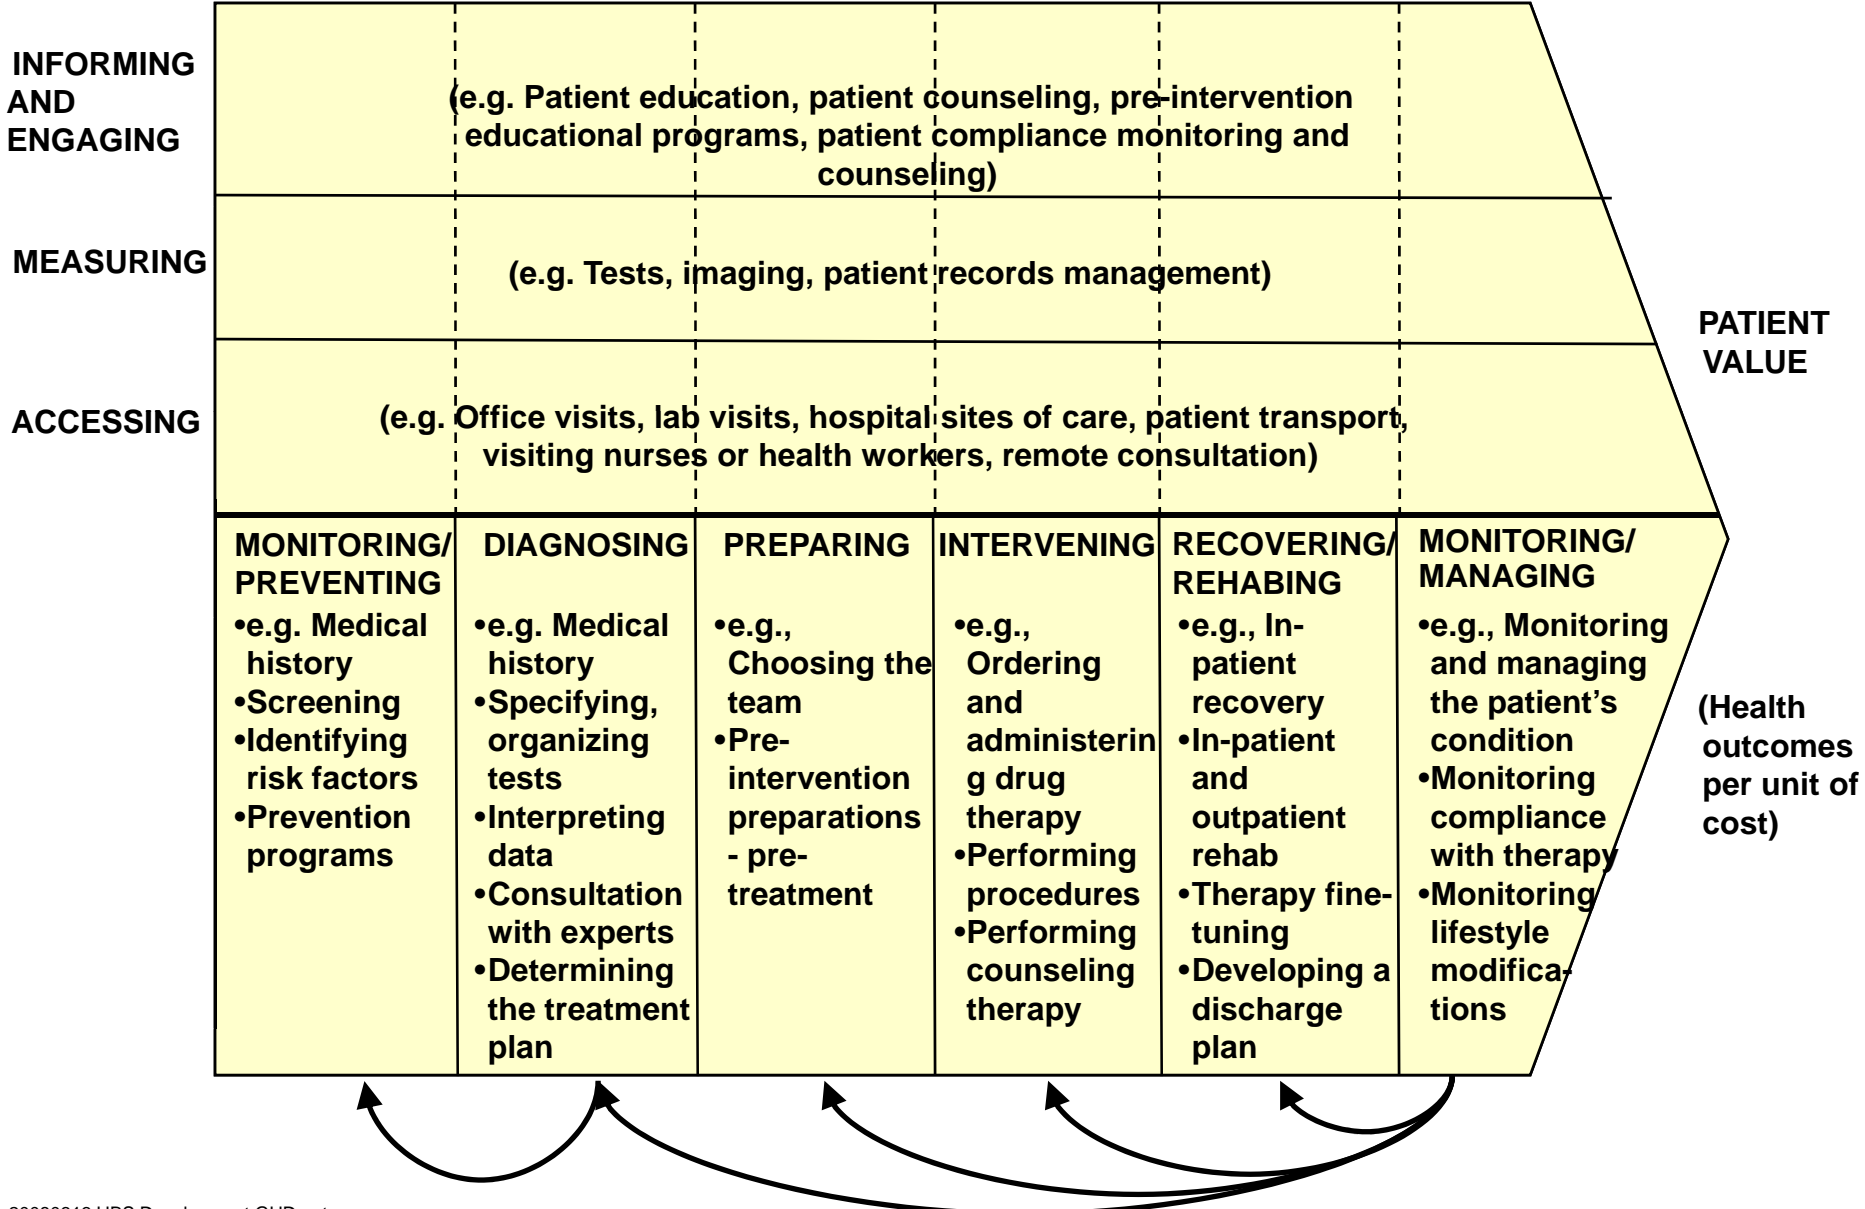 INFORMING
AND
ENGAGING
(e.g. Patient education, patient counseling, pre-intervention
educational programs, patient compliance monitoring and
counseling)
MEASURING
(e.g. Tests, imaging, patient records management)
ACCESSING
(e.g. Office visits, lab visits, hospital sites of care, patient transport,
visiting nurses or health workers, remote consultation)
PATIENT
VALUE
(Health
outcomes
per unit of
cost)
MONITORING/
PREVENTING
•e.g. Medical
history
•Screening
•Identifying
risk factors
•Prevention
programs
DIAGNOSING
•e.g. Medical
history
•Specifying,
organizing
tests
•Interpreting
data
•Consultation
with experts
•Determining
the treatment
plan
PREPARING
•e.g.,
Choosing the
team
•Pre-
intervention
preparations
- pre-
treatment
INTERVENING
•e.g.,
Ordering
and
administerin
g drug
therapy
•Performing
procedures
•Performing
counseling
therapy
RECOVERING/
REHABING
•e.g., In-
patient
recovery
•In-patient
and
outpatient
rehab
•Therapy fine-
tuning
•Developing a
discharge
plan
MONITORING/
MANAGING
•e.g., Monitoring
and managing
the patient's
condition
•Monitoring
compliance
with therapy
•Monitoring
lifestyle
modifica-
tions